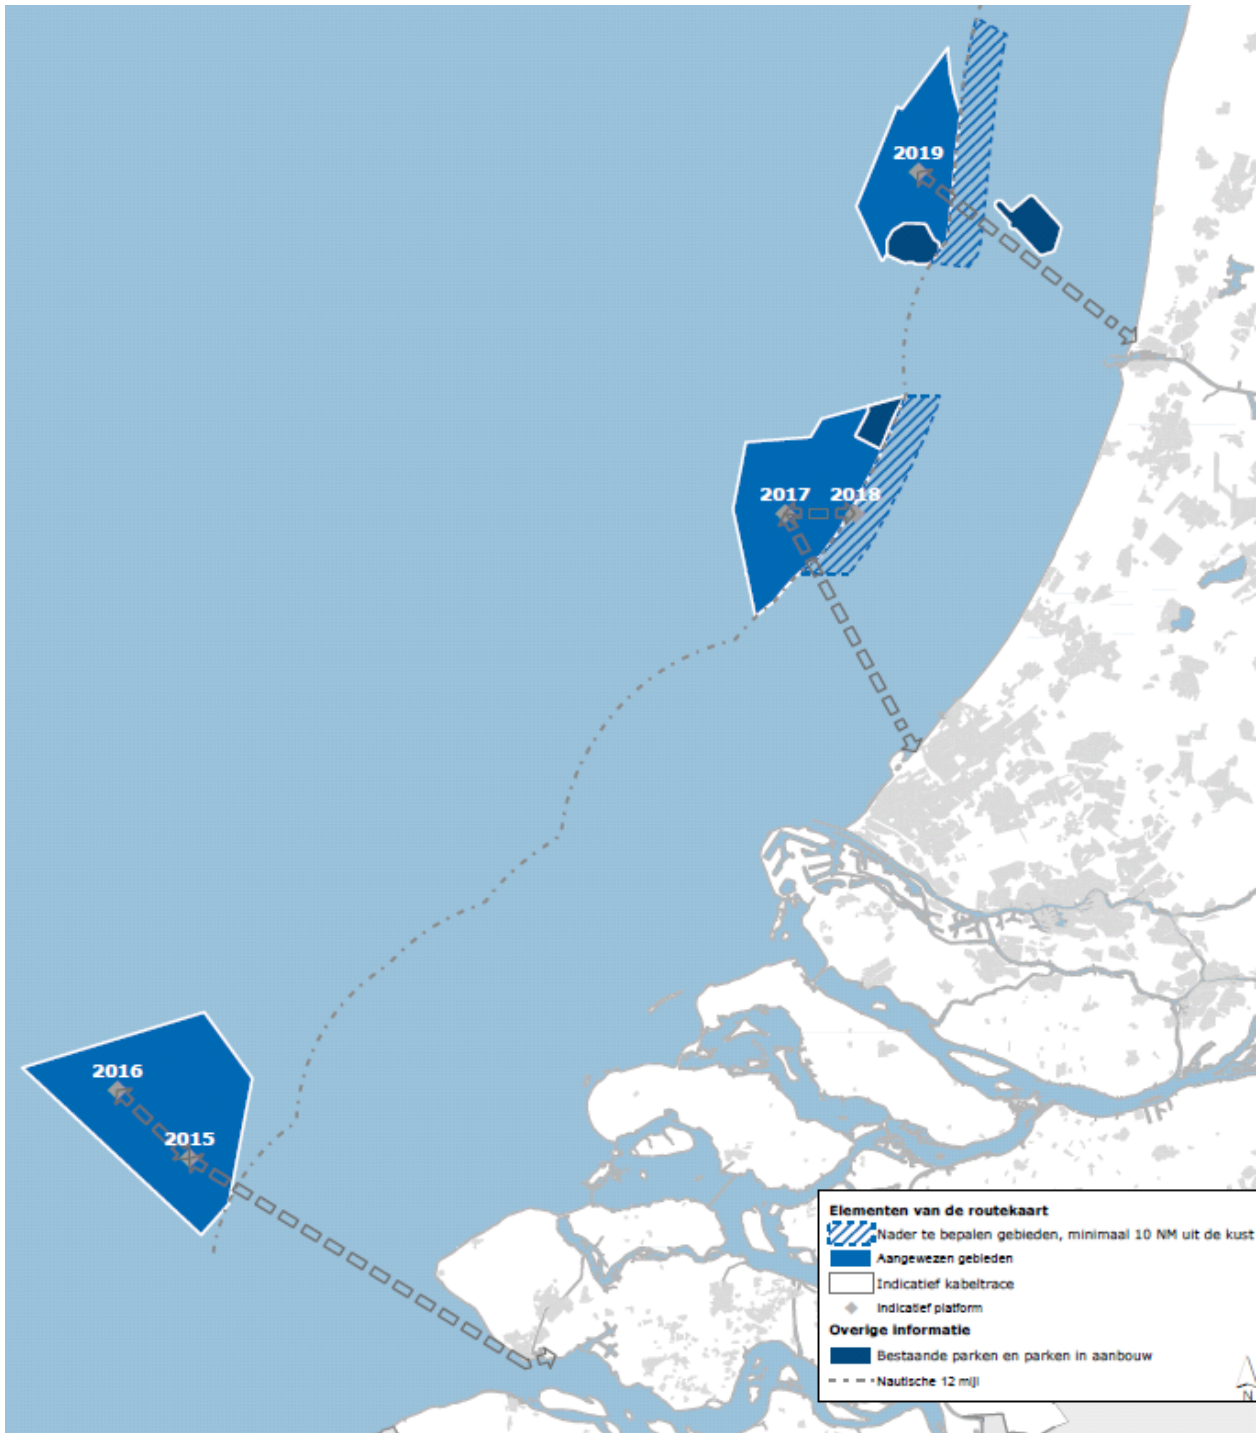 2019
2017
2018
2016
2015
Elementen van de routekaart
Nader te bepalen gebieden, minimaal 10 NM uit de kust
Aangewezen gebieden
Indicatief kabeltrace
Indicatief platform
Overige informatie
Bestaande parken en parken in aanbouw
Nautische 12 mijl
N